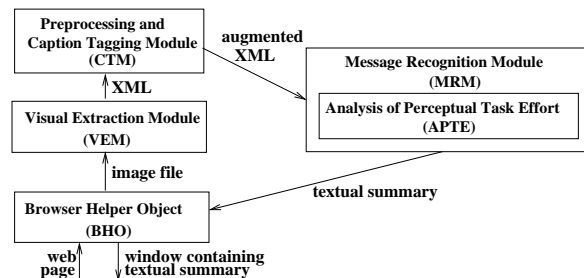 Preprocessing and
Caption Tagging Module
(CTM)
augmented
XML
Message Recognition Module
(MRM)
Analysis of Perceptual Task Effort
(APTE)
XML
Visual Extraction Module
(VEM)
image file
textual summary
Browser Helper Object
(BHO)
web
page
window containing
textual summary